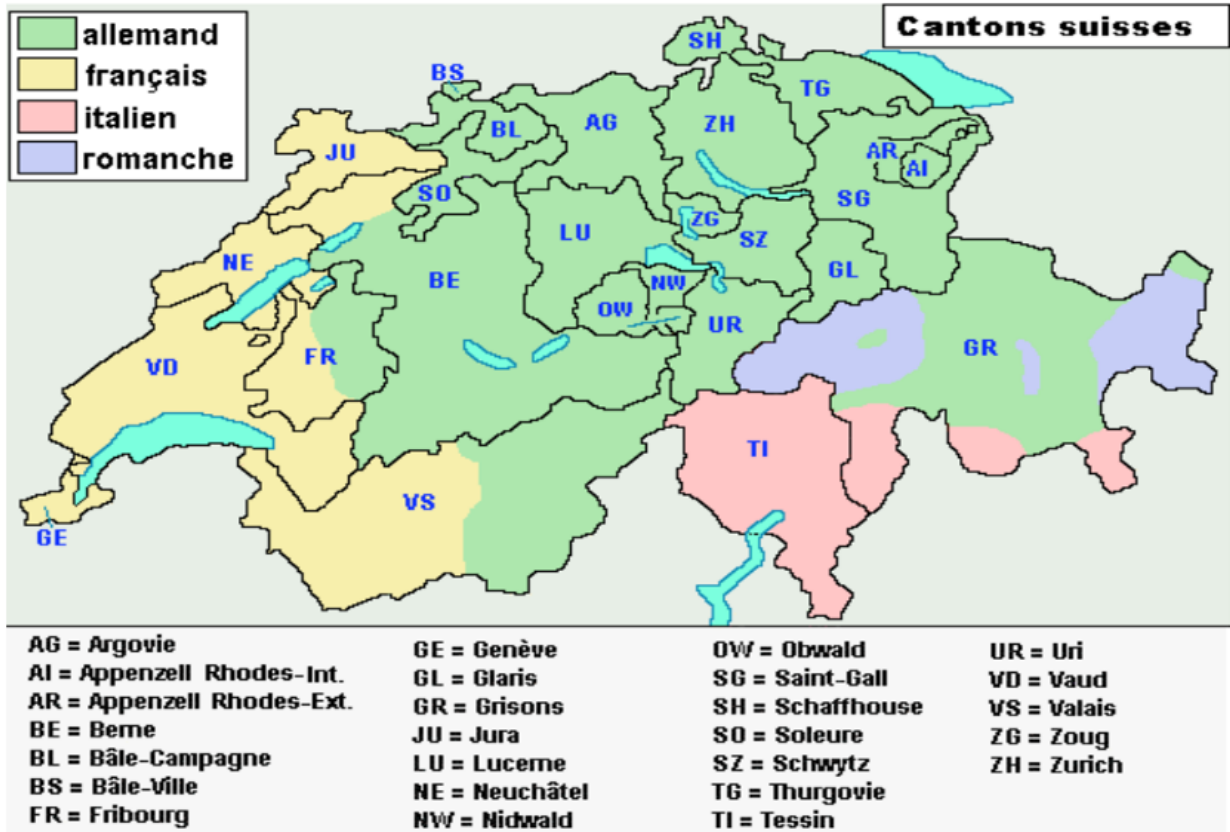 Cantons suisses
allemand
français
italien
romanche
SH
BS
TG
BL
AG
ZH
JU
AR
AI
SO
SG
ZG
LU
SZ
NE
BE
GL
NW
OW
UR
FR
GR
VD
TI
VS
GE
AG = Argovie
AI = Appenzell Rhodes-Int.
AR = Appenzell Rhodes-Ext.
BE = Berne
BL = Bâle-Campagne
BS = Bâle-Ville
FR = Fribourg
GE = Genève
GL = Glaris
GR = Grisons
JU = Jura
LU = Lucerne
NE = Neuchâtel
NW = Nidwald
OW = Obwald
SG = Saint-Gall
SH = Schaffhouse
SO = Soleure
SZ = Schwytz
TG = Thurgovie
TI = Tessin
UR = Uri
VD = Vaud
VS = Valais
ZG = Zoug
ZH = Zurich